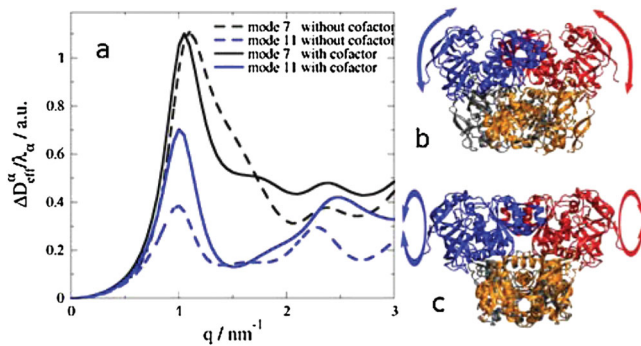 a
mode 7 without cofactor
mode 11 without cofactor
mode 7 with cofactor
mode 11 with cofactor
ΔD^α_eff/λ_α / a.u.
1
0.8
0.6
0.4
0.2
0
0
1
2
3
q / nm⁻¹
b
c